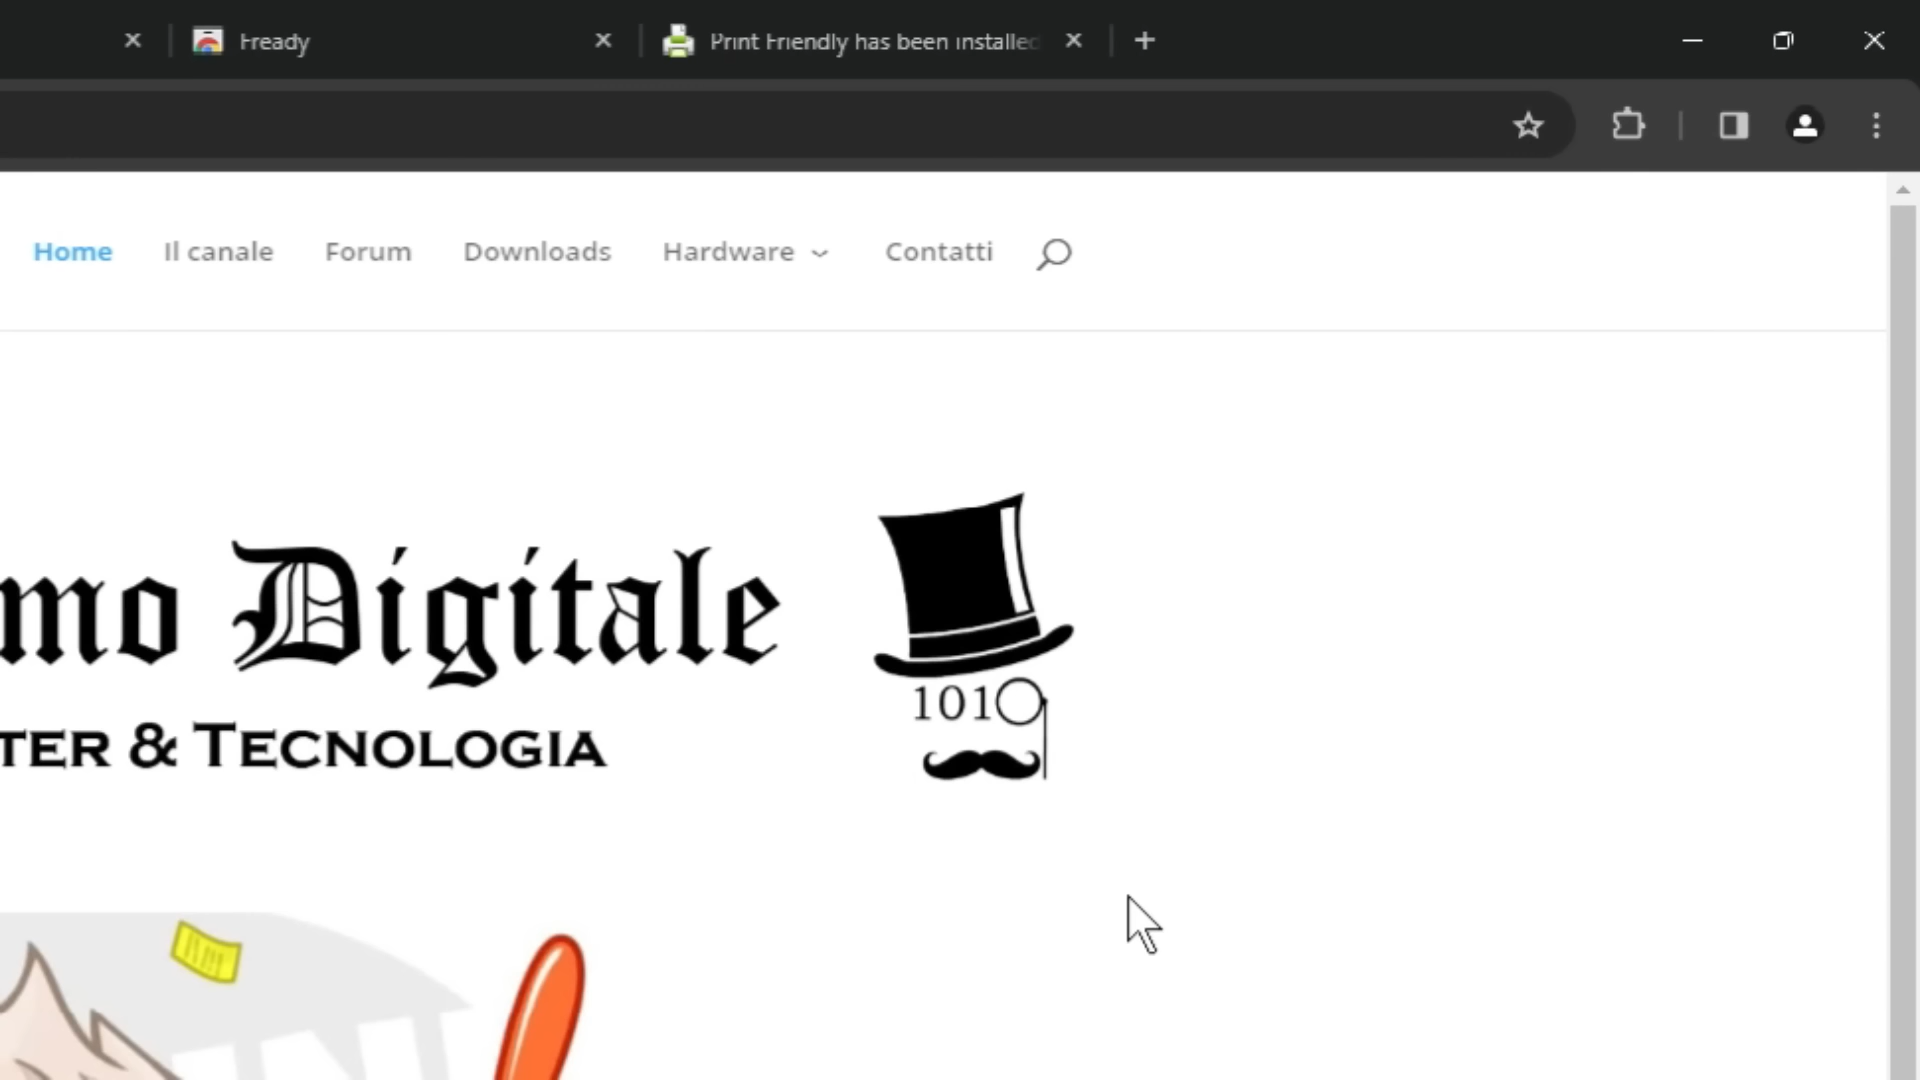 Fready
Print Friendly has been installed
Home
Il canale
Forum
Downloads
Hardware
Contatti
mo Digitale
TER & TECNOLOGIA
1010